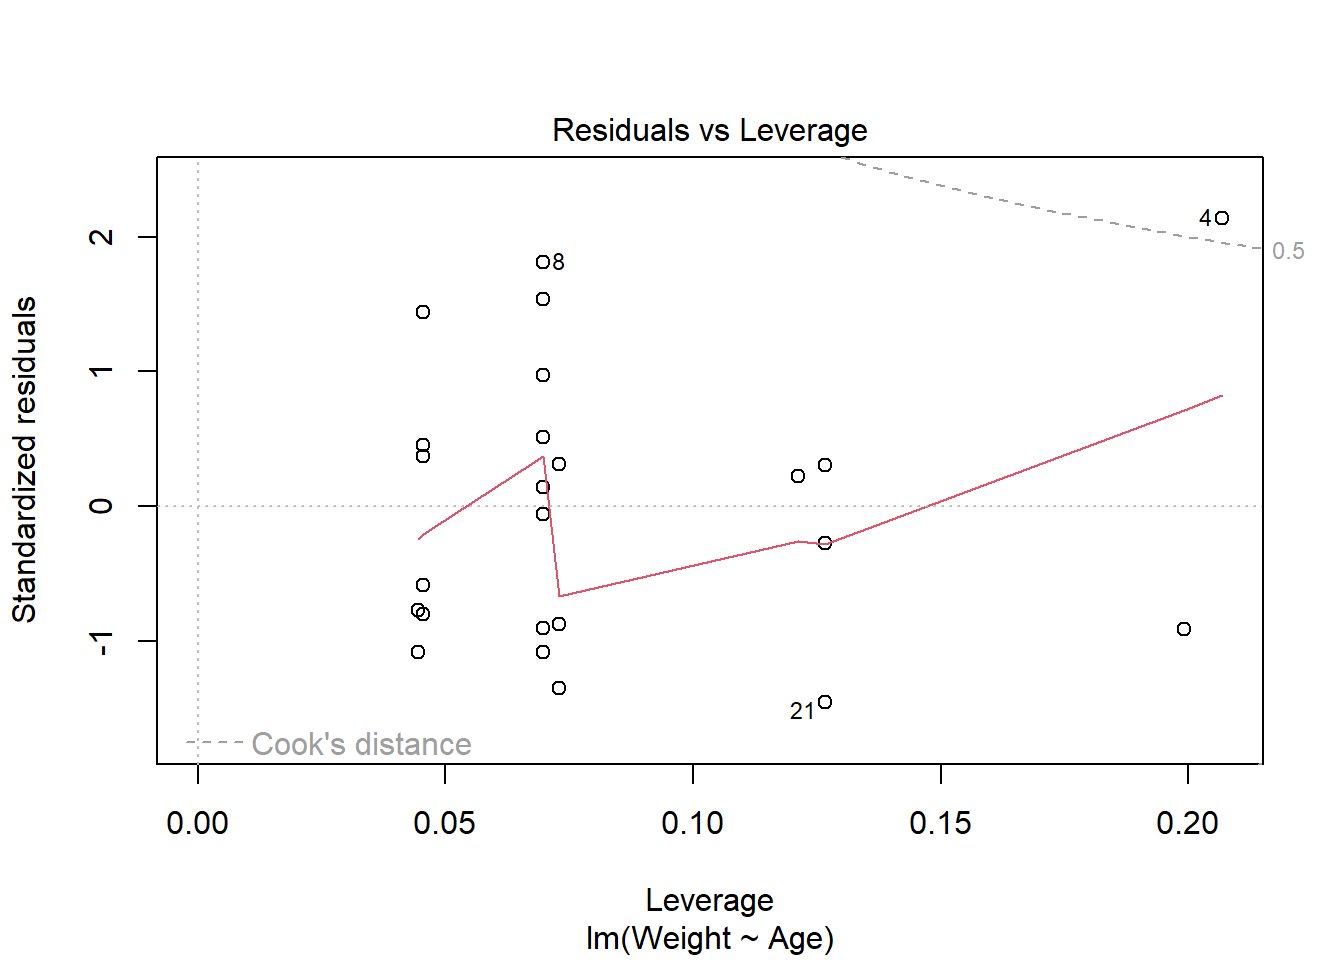 Residuals vs Leverage
Standardized residuals
2
1
0
-1
4
0.5
8
21
Cook's distance
0.00 0.05 0.10 0.15 0.20
Leverage
lm(Weight ~ Age)